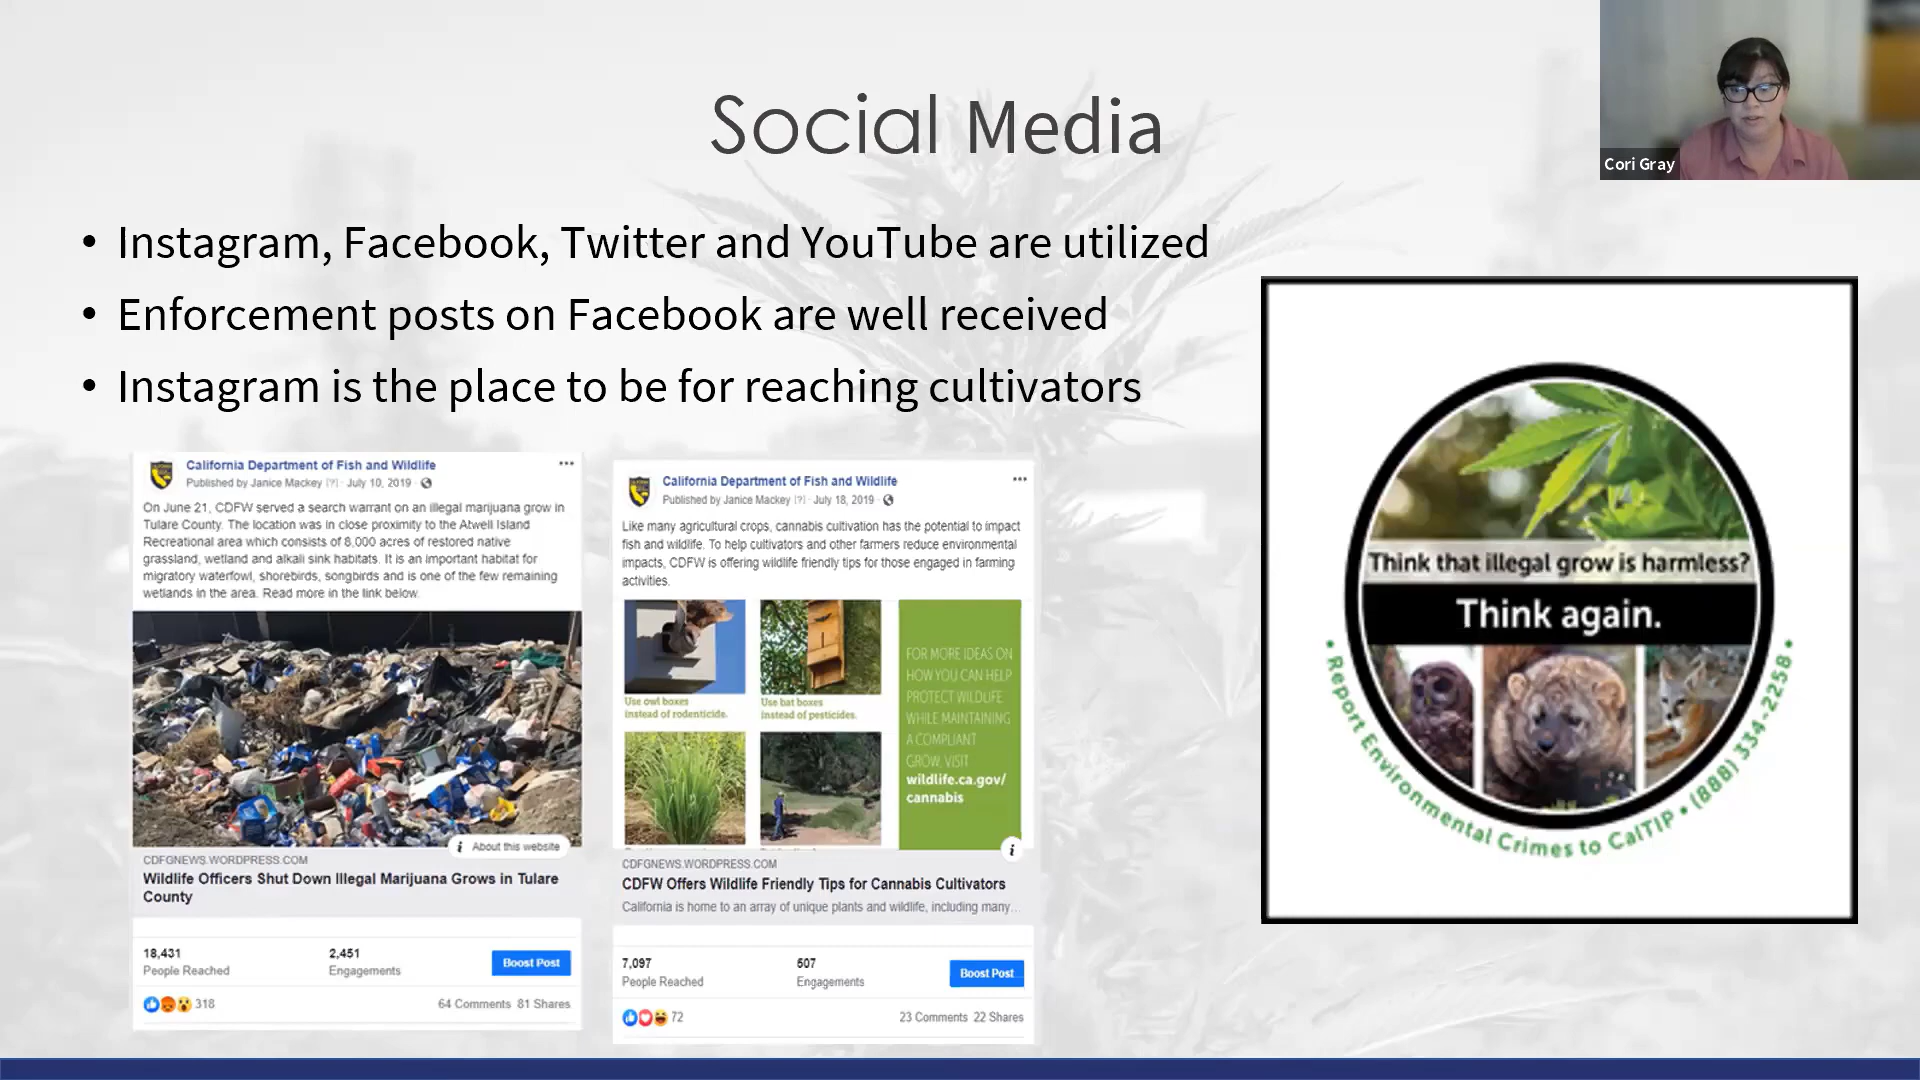 Social Media
Cori Gray
• Instagram, Facebook, Twitter and YouTube are utilized
• Enforcement posts on Facebook are well received
• Instagram is the place to be for reaching cultivators
California Department of Fish and Wildlife
Published by Janice Mackey [?] · July 10, 2019 ·
On June 21, CDFW served a search warrant on an illegal marijuana grow in
Tulare County. The location was in close proximity to the Atwell Island
Recreational area which consists of 8,000 acres of restored native
grassland, wetland and alkali sink habitats. It is an important habitat for
migratory waterfowl, shorebirds, songbirds and is one of the few remaining
wetlands in the area. Read more in the link below.
i About this website
CDFGNEWS.WORDPRESS.COM
Wildlife Officers Shut Down Illegal Marijuana Grows in Tulare
County
18,431
People Reached
2,451
Engagements
Boost Post
318
64 Comments 81 Shares
California Department of Fish and Wildlife
Published by Janice Mackey [?] · July 18, 2019 ·
Like many agricultural crops, cannabis cultivation has the potential to impact
fish and wildlife. To help cultivators and other farmers reduce environmental
impacts, CDFW is offering wildlife friendly tips for those engaged in farming
activities.
Use owl boxes
instead of rodenticide.
Use bat boxes
instead of pesticides.
FOR MORE IDEAS ON
HOW YOU CAN HELP
PROTECT WILDLIFE
WHILE MAINTAINING
A COMPLIANT
GROW, VISIT
wildlife.ca.gov/
cannabis
i
CDFGNEWS.WORDPRESS.COM
CDFW Offers Wildlife Friendly Tips for Cannabis Cultivators
California is home to an array of unique plants and wildlife, including many...
7,097
People Reached
507
Engagements
Boost Post
72
23 Comments 22 Shares
Think that illegal grow is harmless?
Think again.
• Report Environmental Crimes to CalTIP • (888) 334-2258 •